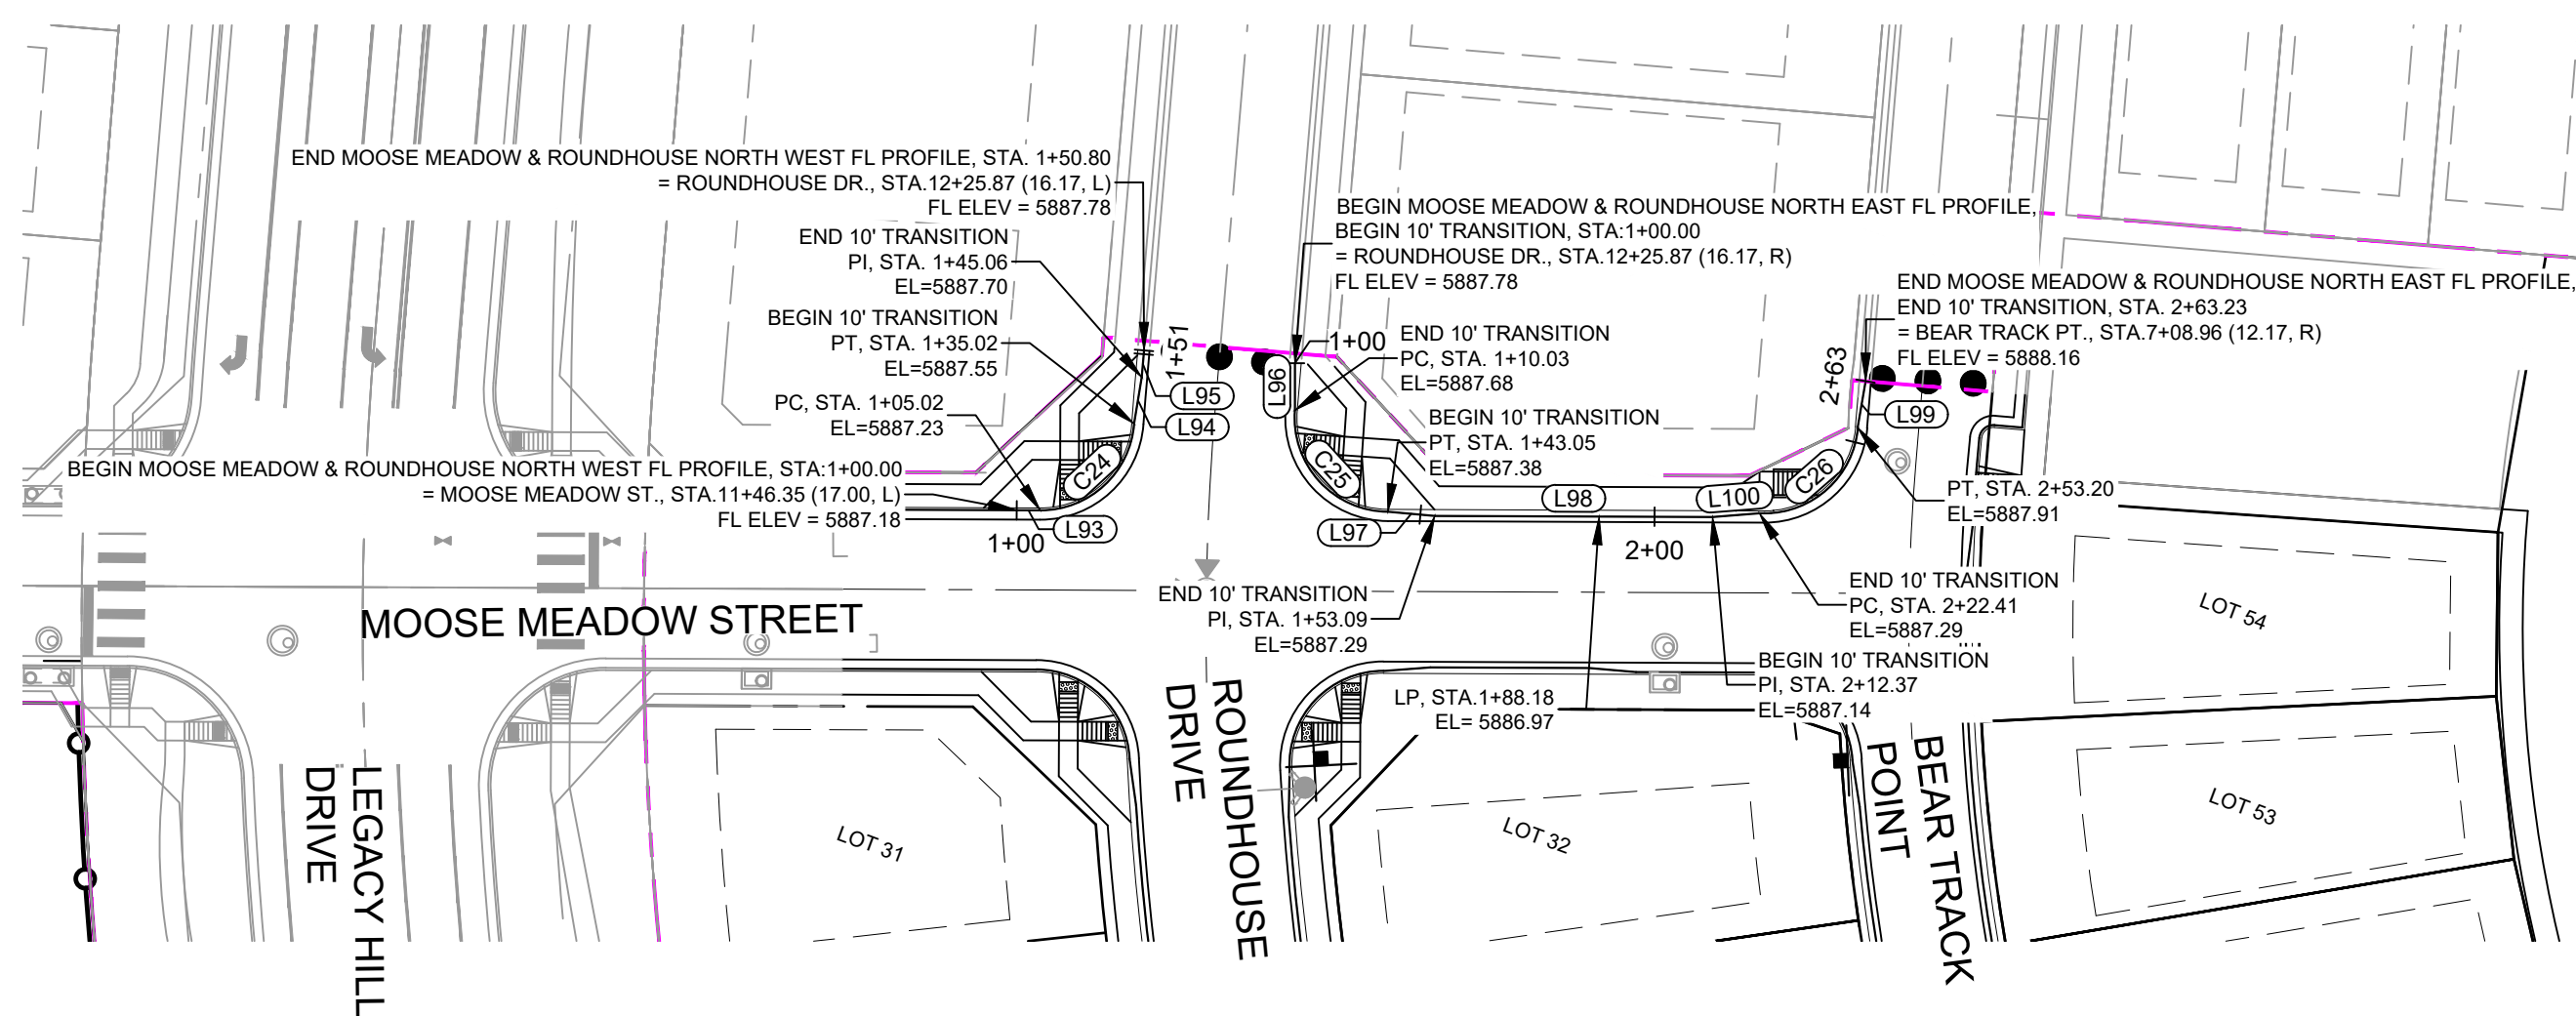 END MOOSE MEADOW & ROUNDHOUSE NORTH WEST FL PROFILE, STA. 1+50.80
= ROUNDHOUSE DR., STA.12+25.87 (16.17, L)
FL ELEV = 5887.78
END 10' TRANSITION
PI, STA. 1+45.06
EL=5887.70
BEGIN 10' TRANSITION
PT, STA. 1+35.02
EL=5887.55
PC, STA. 1+05.02
EL=5887.23
BEGIN MOOSE MEADOW & ROUNDHOUSE NORTH WEST FL PROFILE, STA:1+00.00
= MOOSE MEADOW ST., STA.11+46.35 (17.00, L)
FL ELEV = 5887.18
BEGIN MOOSE MEADOW & ROUNDHOUSE NORTH EAST FL PROFILE,
BEGIN 10' TRANSITION, STA:1+00.00
= ROUNDHOUSE DR., STA.12+25.87 (16.17, R)
FL ELEV = 5887.78
END MOOSE MEADOW & ROUNDHOUSE NORTH EAST FL PROFILE,
END 10' TRANSITION, STA. 2+63.23
= BEAR TRACK PT., STA.7+08.96 (12.17, R)
FL ELEV = 5888.16
1+51
L95
L94
C24
L93
1+00
1+00
L96
END 10' TRANSITION
PC, STA. 1+10.03
EL=5887.68
BEGIN 10' TRANSITION
PT, STA. 1+43.05
EL=5887.38
C25
L97
L98
L100
C26
2+63
L99
2+00
PT, STA. 2+53.20
EL=5887.91
END 10' TRANSITION
PI, STA. 1+53.09
EL=5887.29
END 10' TRANSITION
PC, STA. 2+22.41
EL=5887.29
BEGIN 10' TRANSITION
PI, STA. 2+12.37
EL=5887.14
LP, STA.1+88.18
EL= 5886.97
MOOSE MEADOW STREET
LEGACY HILL
DRIVE
ROUNDHOUSE
DRIVE
BEAR TRACK
POINT
LOT 31
LOT 32
LOT 54
LOT 53